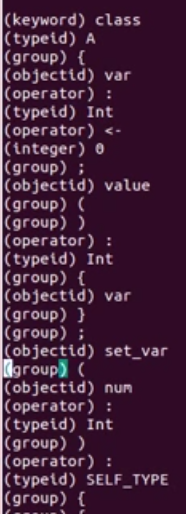 (keyword) class
(typeid) A
(group) {
(objectid) var
(operator) :
(typeid) Int
(operator) <-
(integer) 0
(group) ;
(objectid) value
(group) (
(group) )
(operator) :
(typeid) Int
(group) {
(objectid) var
(group) }
(group) ;
(objectid) set_var
(group) (
(objectid) num
(operator) :
(typeid) Int
(group) )
(operator) :
(typeid) SELF_TYPE
(group) {